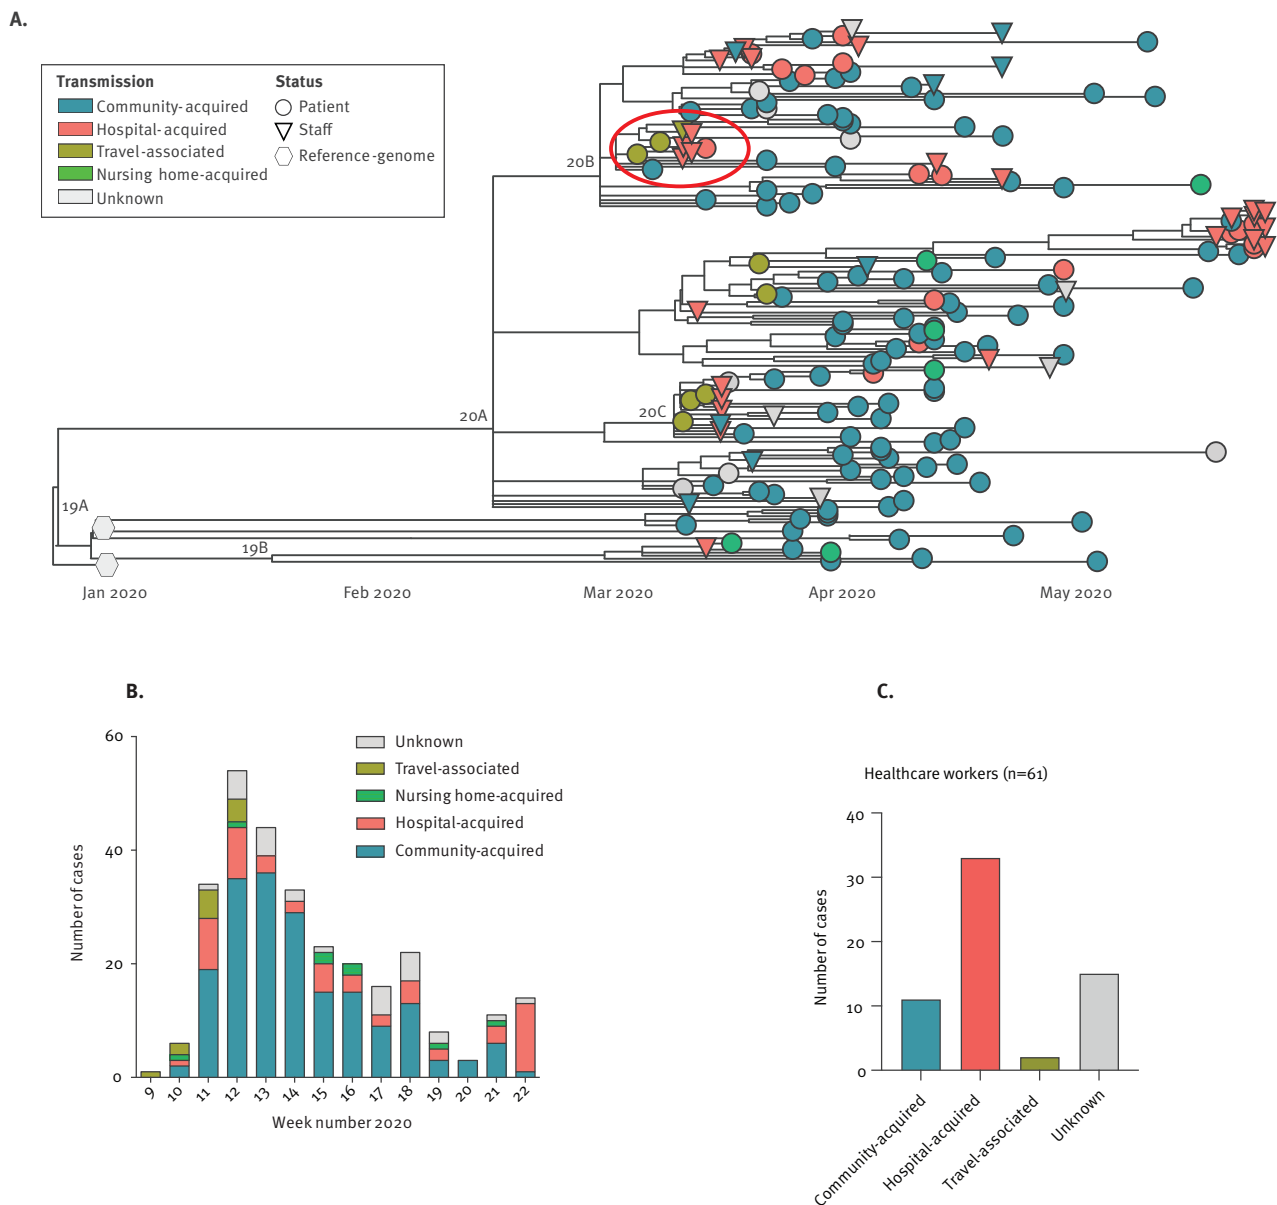 A.
Transmission Status
Community-acquired Patient
Hospital-acquired Staff
Travel-associated Reference-genome
Nursing home-acquired
Unknown
20B
20A
20C
19A
19B
Jan 2020 Feb 2020 Mar 2020 Apr 2020 May 2020
B.
60
40
20
0
Number of cases
Unknown
Travel-associated
Nursing home-acquired
Hospital-acquired
Community-acquired
9 10 11 12 13 14 15 16 17 18 19 20 21 22
Week number 2020
C.
Healthcare workers (n=61)
40
30
20
10
0
Number of cases
Community-acquired
Hospital-acquired
Travel-associated
Unknown